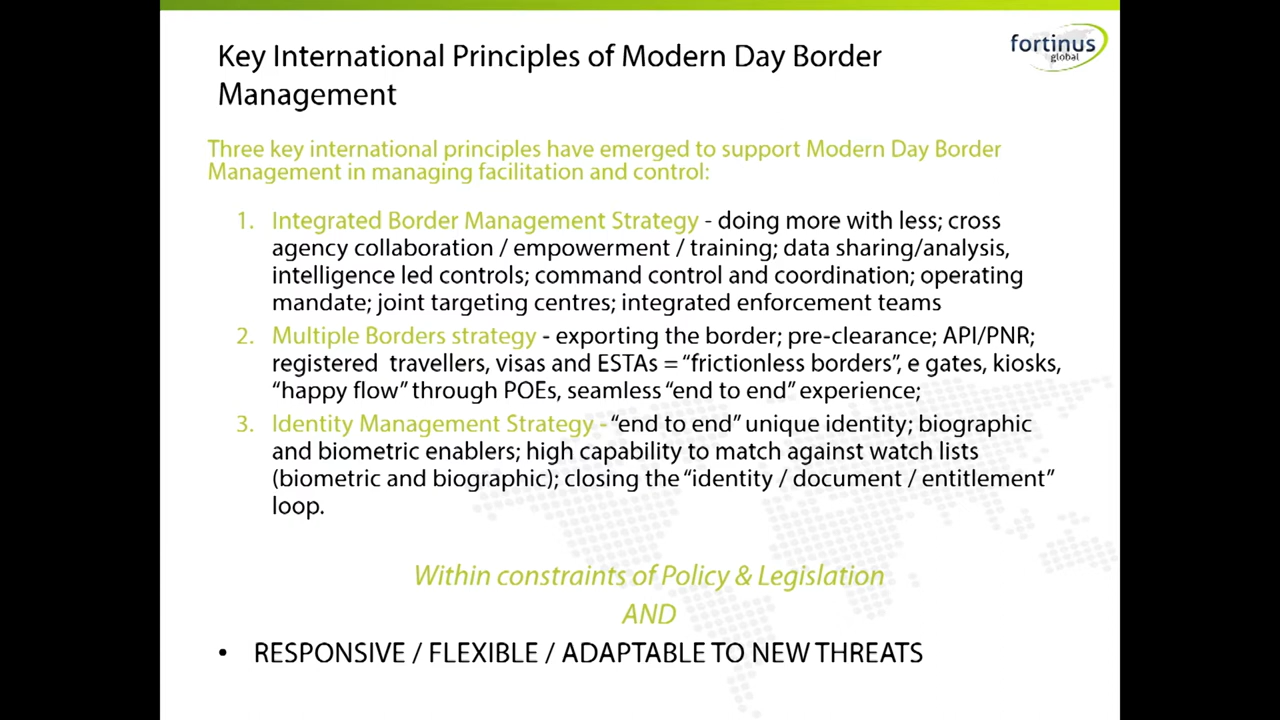 Key International Principles of Modern Day Border
Management
fortinus
global
Three key international principles have emerged to support Modern Day Border
Management in managing facilitation and control:
1. Integrated Border Management Strategy - doing more with less; cross
agency collaboration / empowerment / training; data sharing/analysis,
intelligence led controls; command control and coordination; operating
mandate; joint targeting centres; integrated enforcement teams
2. Multiple Borders strategy - exporting the border; pre-clearance; API/PNR;
registered travellers, visas and ESTAs = “frictionless borders”, e gates, kiosks,
“happy flow” through POEs, seamless “end to end” experience;
3. Identity Management Strategy - “end to end” unique identity; biographic
and biometric enablers; high capability to match against watch lists
(biometric and biographic); closing the “identity / document / entitlement”
loop.
Within constraints of Policy & Legislation
AND
• RESPONSIVE / FLEXIBLE / ADAPTABLE TO NEW THREATS